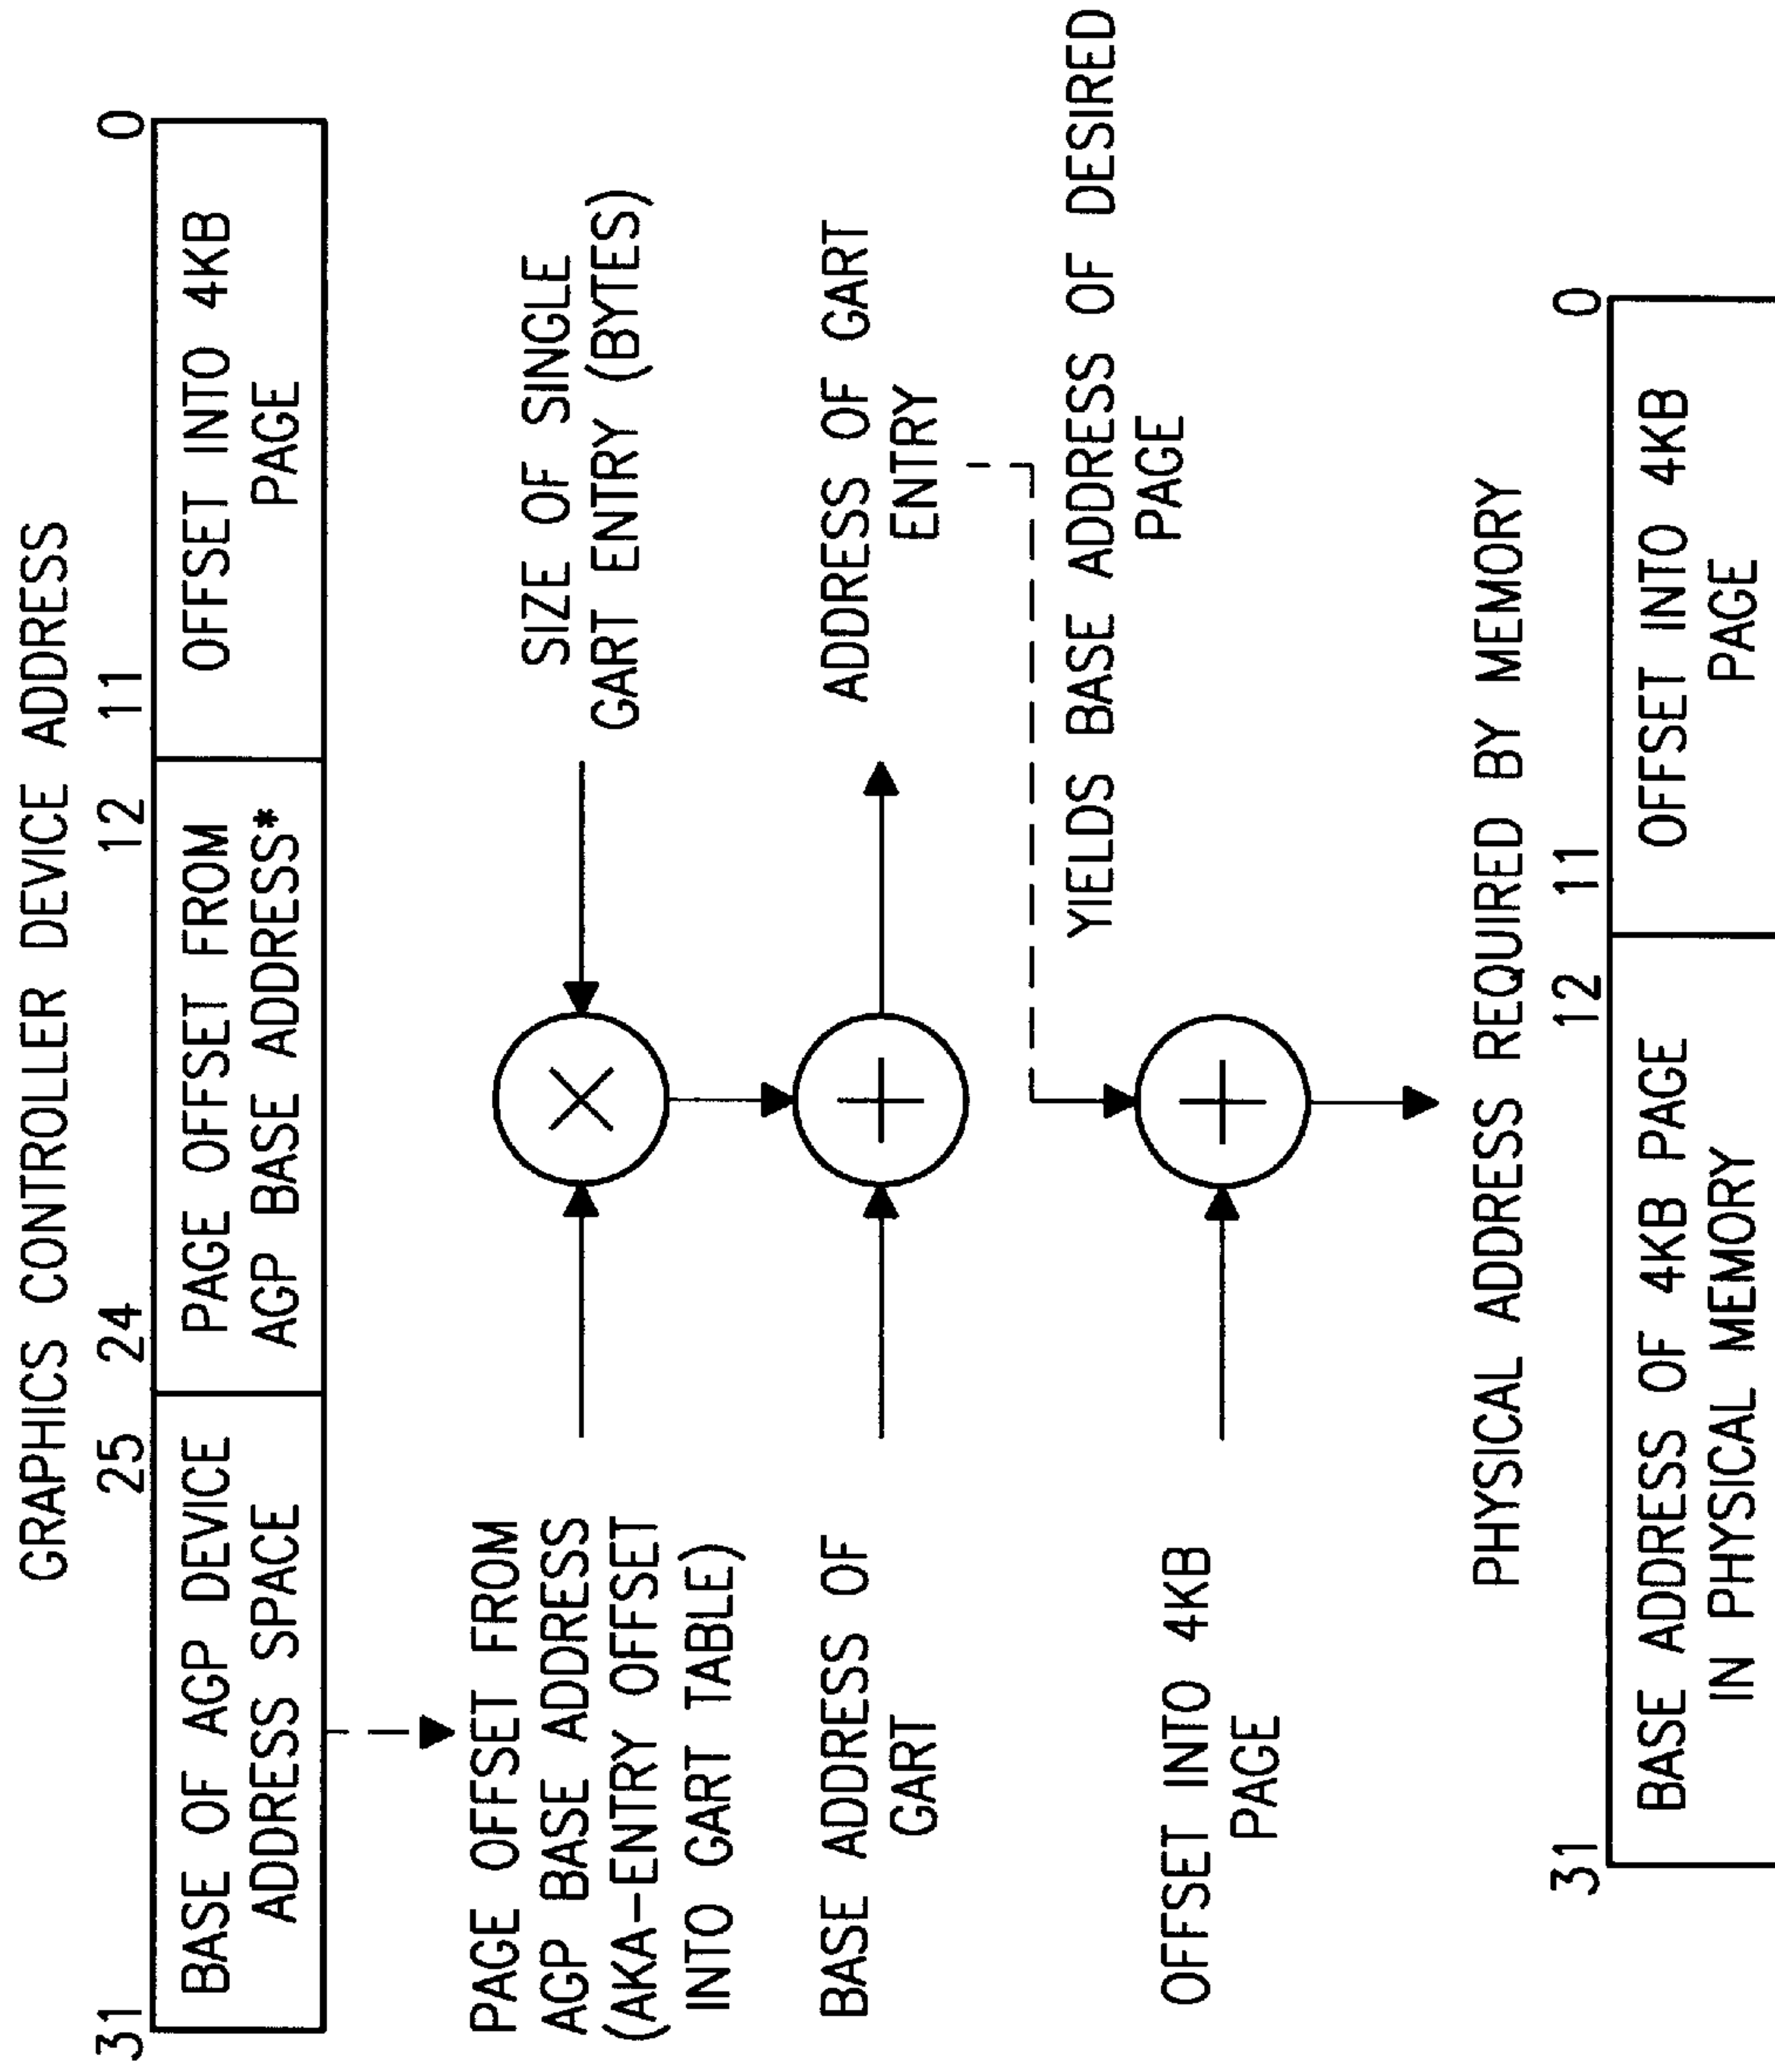 GRAPHICS CONTROLLER DEVICE ADDRESS
31 25 24 12 11 0
BASE OF AGP DEVICE
ADDRESS SPACE
PAGE OFFSET FROM
AGP BASE ADDRESS*
OFFSET INTO 4KB
PAGE
PAGE OFFSET FROM
AGP BASE ADDRESS
(AKA-ENTRY OFFSET
INTO GART TABLE)
×
SIZE OF SINGLE
GART ENTRY (BYTES)
BASE ADDRESS OF
GART
+
ADDRESS OF GART
ENTRY
YIELDS BASE ADDRESS OF DESIRED
PAGE
OFFSET INTO 4KB
PAGE
+
PHYSICAL ADDRESS REQUIRED BY MEMORY
31 12 11 0
BASE ADDRESS OF 4KB PAGE
IN PHYSICAL MEMORY
OFFSET INTO 4KB
PAGE